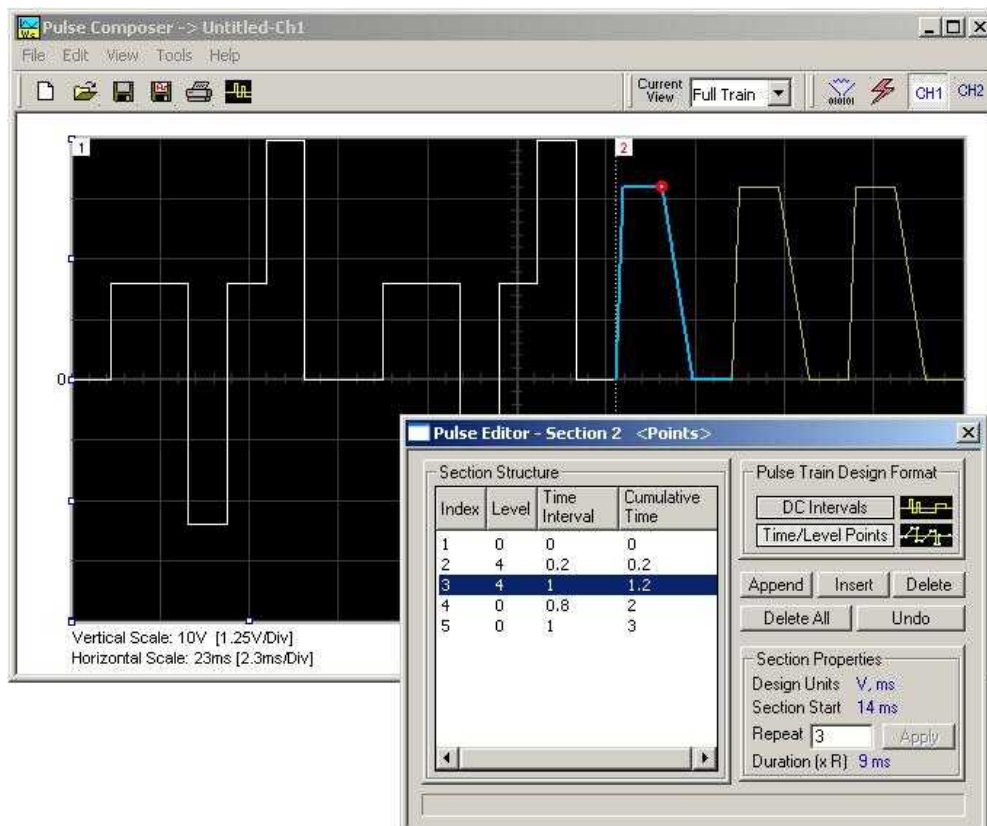 Pulse Composer -> Untitled-Ch1
File Edit View Tools Help
Current View Full Train
010101
CH1 CH2
1
2
0
Vertical Scale: 10V [1.25V/Div]
Horizontal Scale: 23ms [2.3ms/Div]
Pulse Editor - Section 2 <Points>
Section Structure
Index Level Time Interval Cumulative Time
1 0 0 0
2 4 0.2 0.2
3 4 1 1.2
4 0 0.8 2
5 0 1 3
Pulse Train Design Format
DC Intervals
Time/Level Points
Append Insert Delete
Delete All Undo
Section Properties
Design Units V, ms
Section Start 14 ms
Repeat 3 Apply
Duration (x R) 9 ms